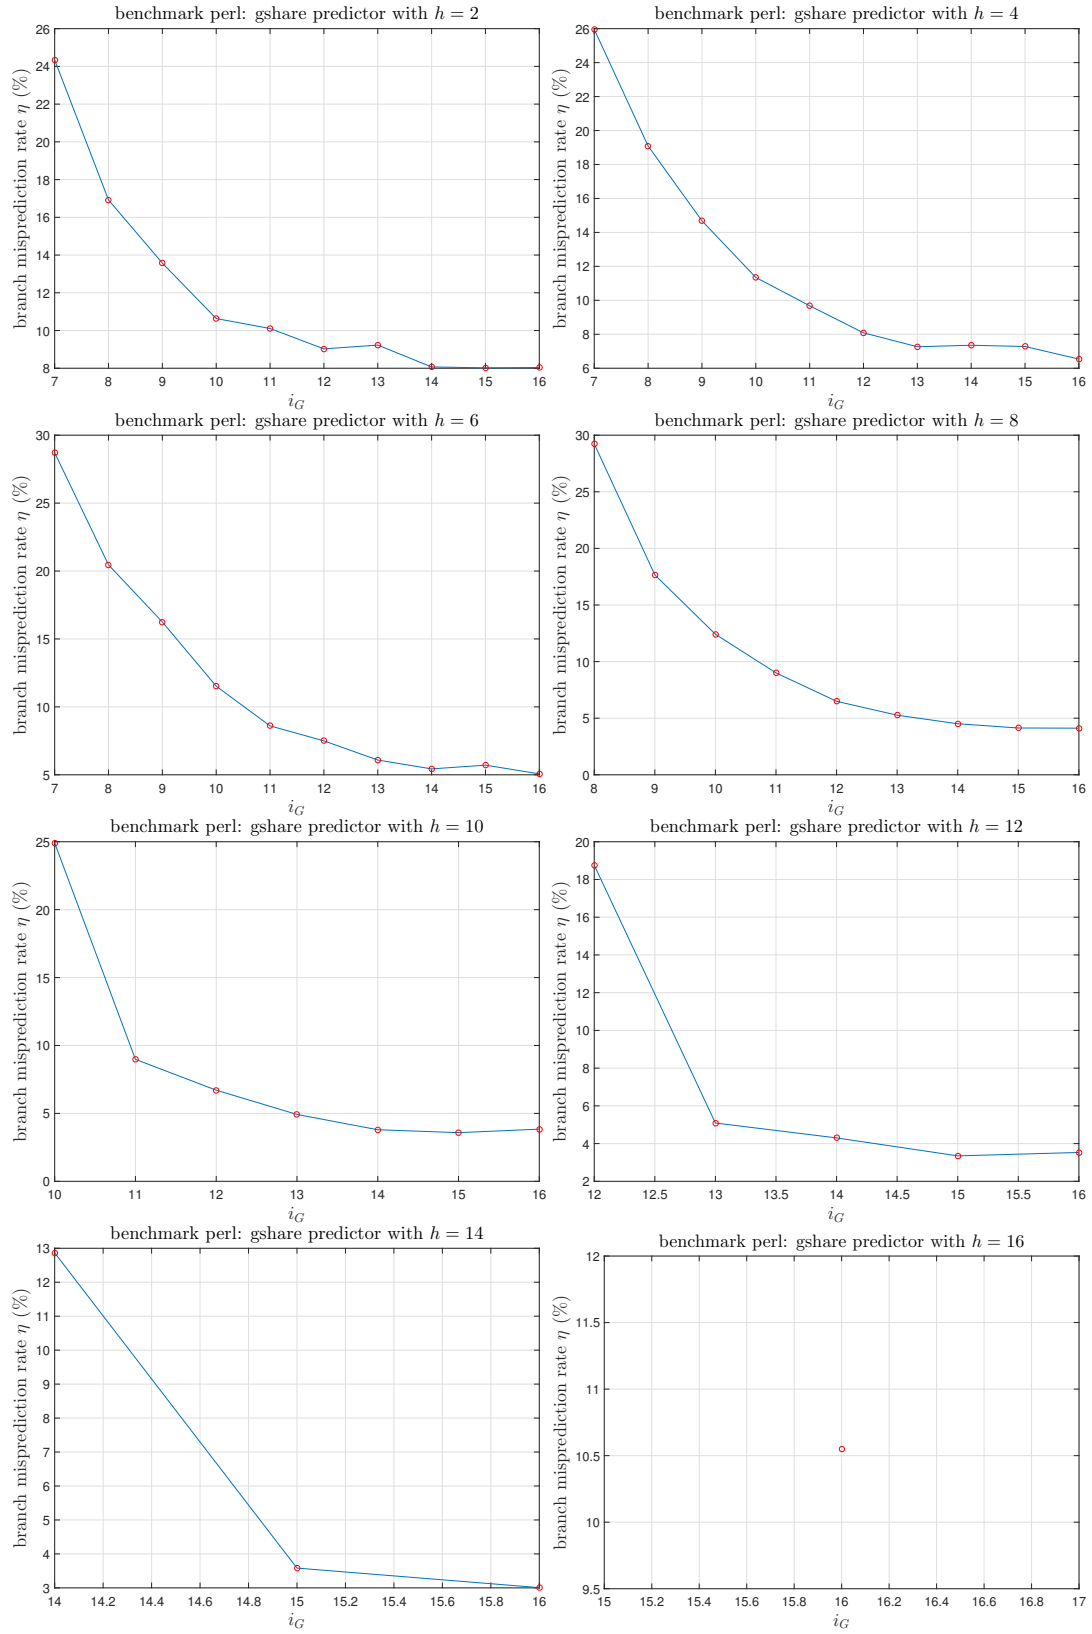 benchmark perl: gshare predictor with h = 2
branch misprediction rate η (%)
26
24
22
20
18
16
14
12
10
8
7 8 9 10 11 12 13 14 15 16
i_G
benchmark perl: gshare predictor with h = 4
branch misprediction rate η (%)
26
24
22
20
18
16
14
12
10
8
6
7 8 9 10 11 12 13 14 15 16
i_G
benchmark perl: gshare predictor with h = 6
branch misprediction rate η (%)
30
25
20
15
10
5
7 8 9 10 11 12 13 14 15 16
i_G
benchmark perl: gshare predictor with h = 8
branch misprediction rate η (%)
30
25
20
15
10
5
0
8 9 10 11 12 13 14 15 16
i_G
benchmark perl: gshare predictor with h = 10
branch misprediction rate η (%)
25
20
15
10
5
0
10 11 12 13 14 15 16
i_G
benchmark perl: gshare predictor with h = 12
branch misprediction rate η (%)
20
18
16
14
12
10
8
6
4
2
12 12.5 13 13.5 14 14.5 15 15.5 16
i_G
benchmark perl: gshare predictor with h = 14
branch misprediction rate η (%)
13
12
11
10
9
8
7
6
5
4
3
14 14.2 14.4 14.6 14.8 15 15.2 15.4 15.6 15.8 16
i_G
benchmark perl: gshare predictor with h = 16
branch misprediction rate η (%)
12
11.5
11
10.5
10
9.5
15 15.2 15.4 15.6 15.8 16 16.2 16.4 16.6 16.8 17
i_G